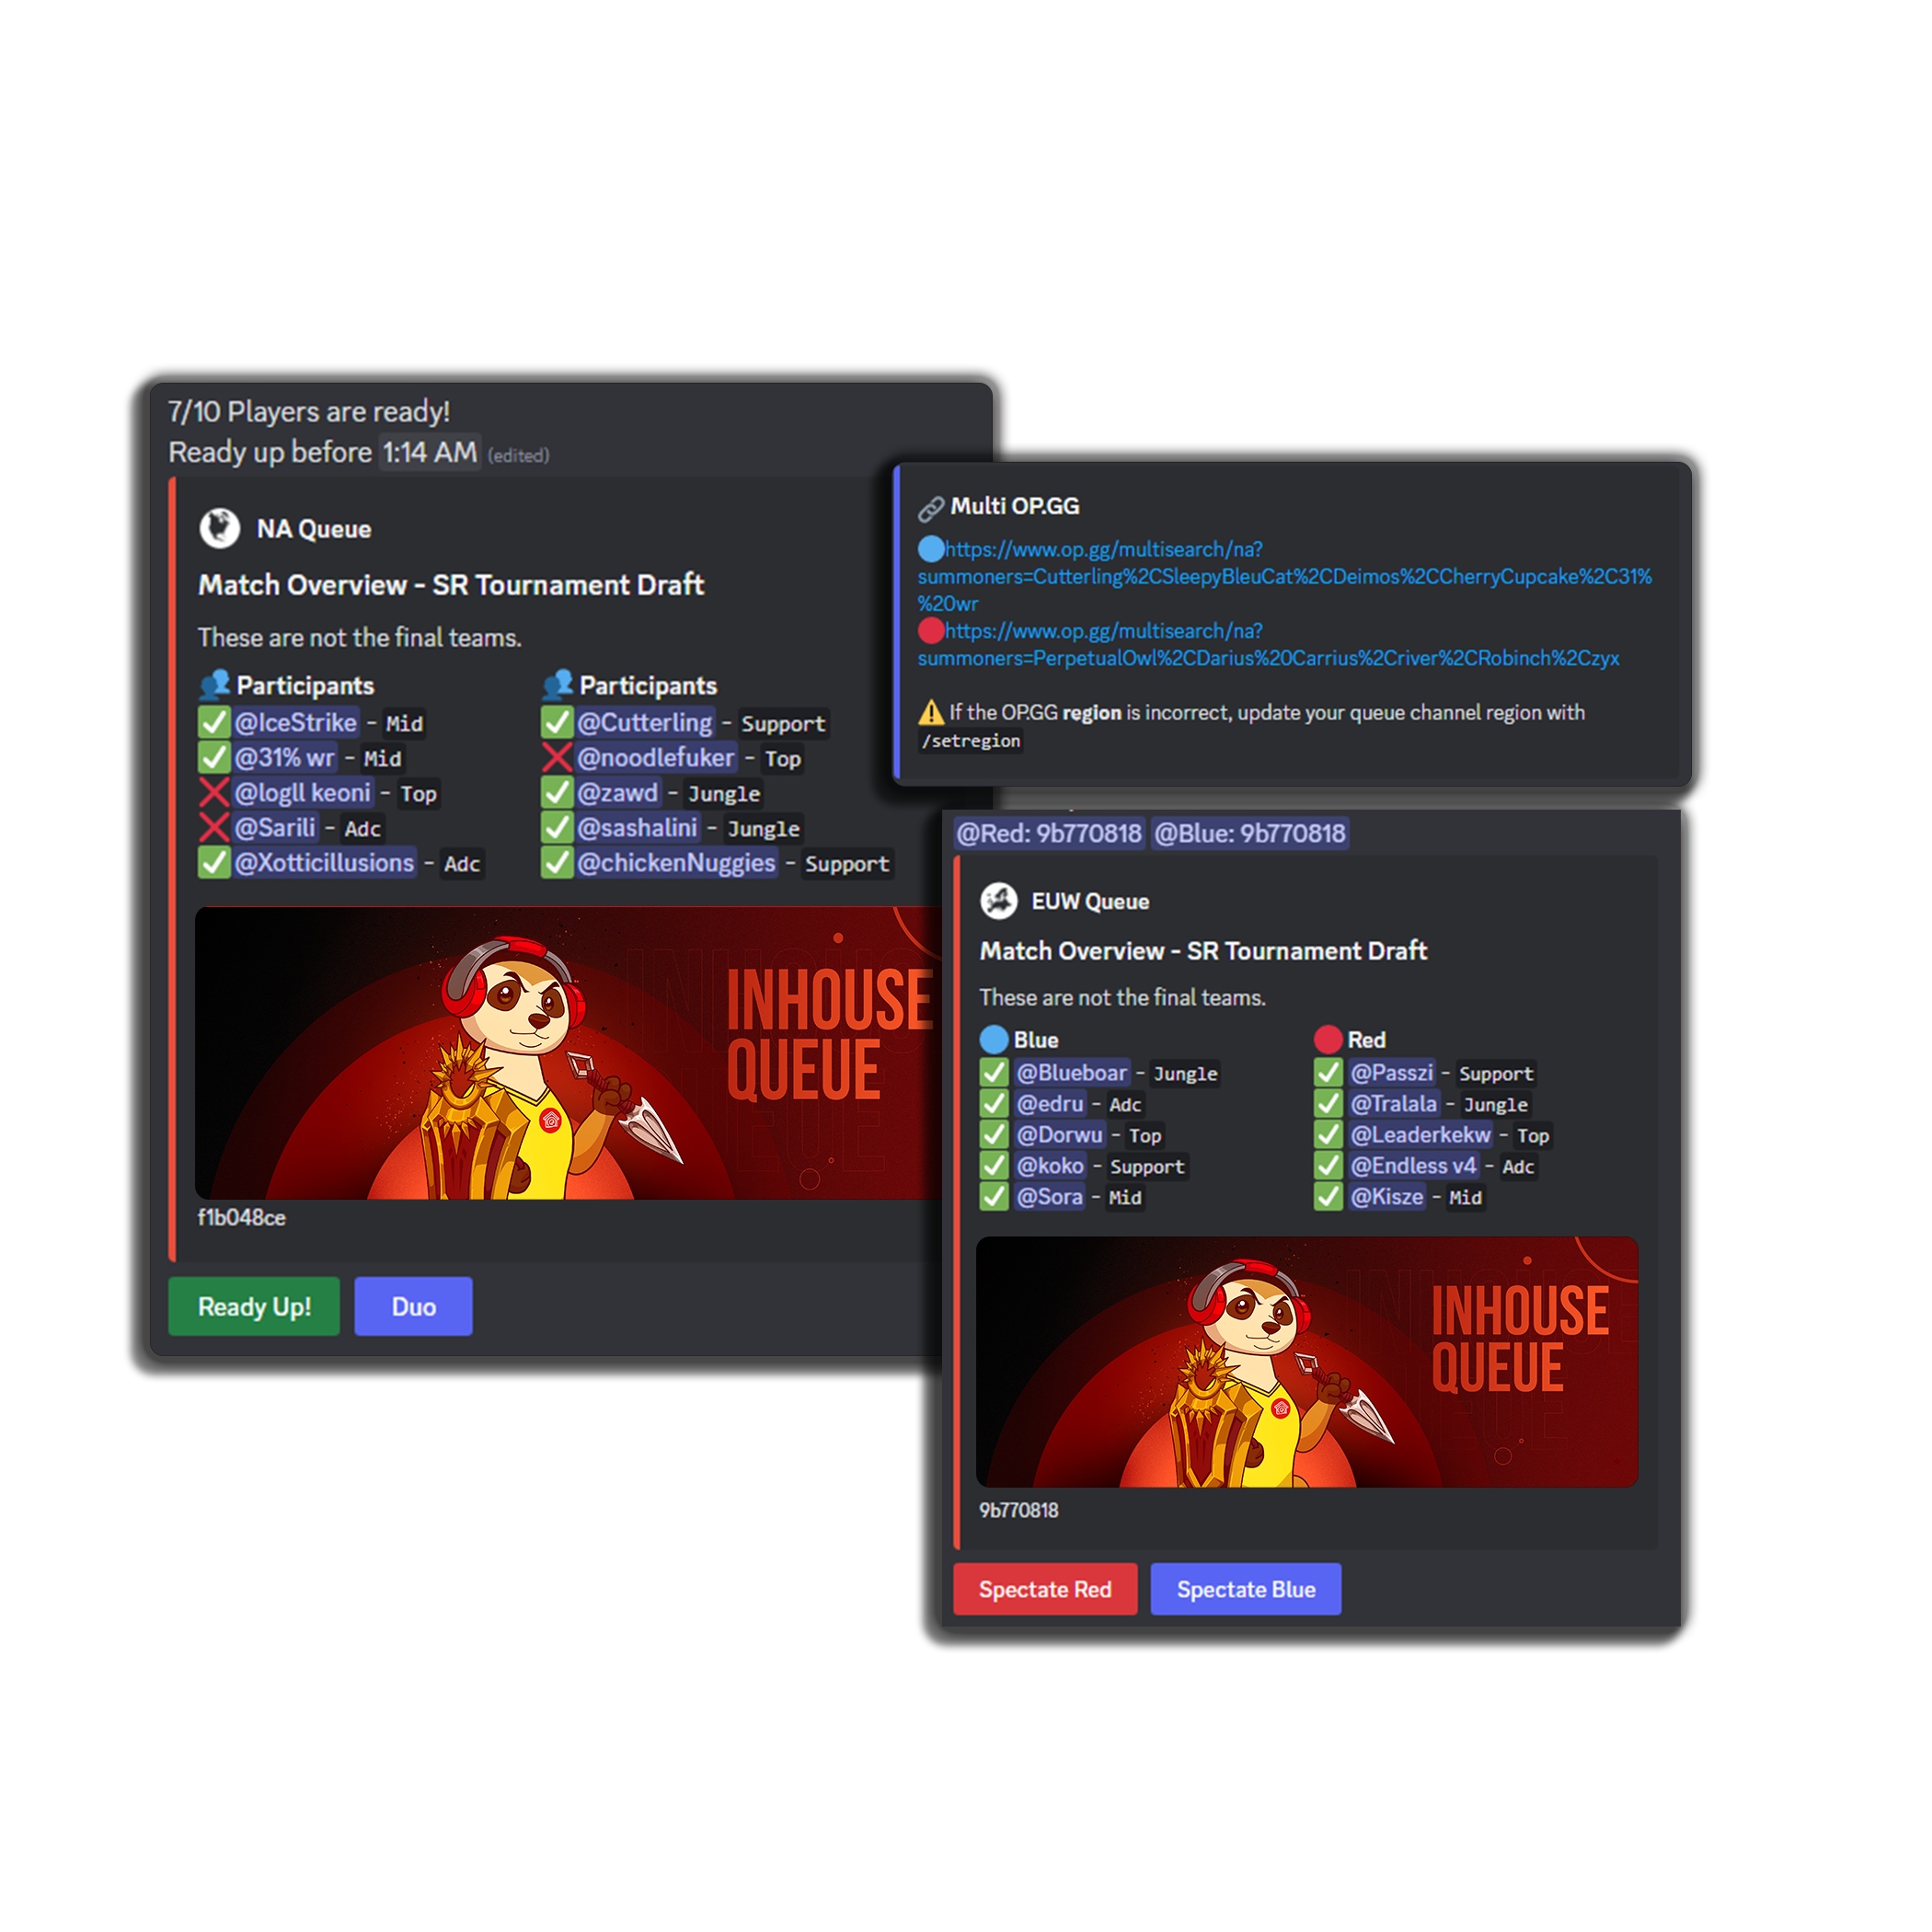 7/10 Players are ready!
Ready up before 1:14 AM (edited)
NA Queue
Match Overview - SR Tournament Draft
These are not the final teams.
Participants
@IceStrike - Mid
@31% wr - Mid
@logll keoni - Top
@Sarili - Adc
@Xotticillusions - Adc
Participants
@Cutterling - Support
@noodlefuker - Top
@zawd - Jungle
@sashalini - Jungle
@chickenNuggies - Support
INHOUSE
QUEUE
f1b048ce
Ready Up!
Duo
Multi OP.GG
https://www.op.gg/multisearch/na?
summoners=Cutterling%2CSleepyBleuCat%2CDeimos%2CCherryCupcake%2C31%
%20wr
https://www.op.gg/multisearch/na?
summoners=PerpetualOwl%2CDarius%20Carrius%2Criver%2CRobinch%2Czyx
If the OP.GG region is incorrect, update your queue channel region with
/setregion
@Red: 9b770818 @Blue: 9b770818
EUW Queue
Match Overview - SR Tournament Draft
These are not the final teams.
Blue
@Blueboar - Jungle
@edru - Adc
@Dorwu - Top
@koko - Support
@Sora - Mid
Red
@Passzi - Support
@Tralala - Jungle
@Leaderkekw - Top
@Endless v4 - Adc
@Kisze - Mid
INHOUSE
QUEUE
9b770818
Spectate Red
Spectate Blue